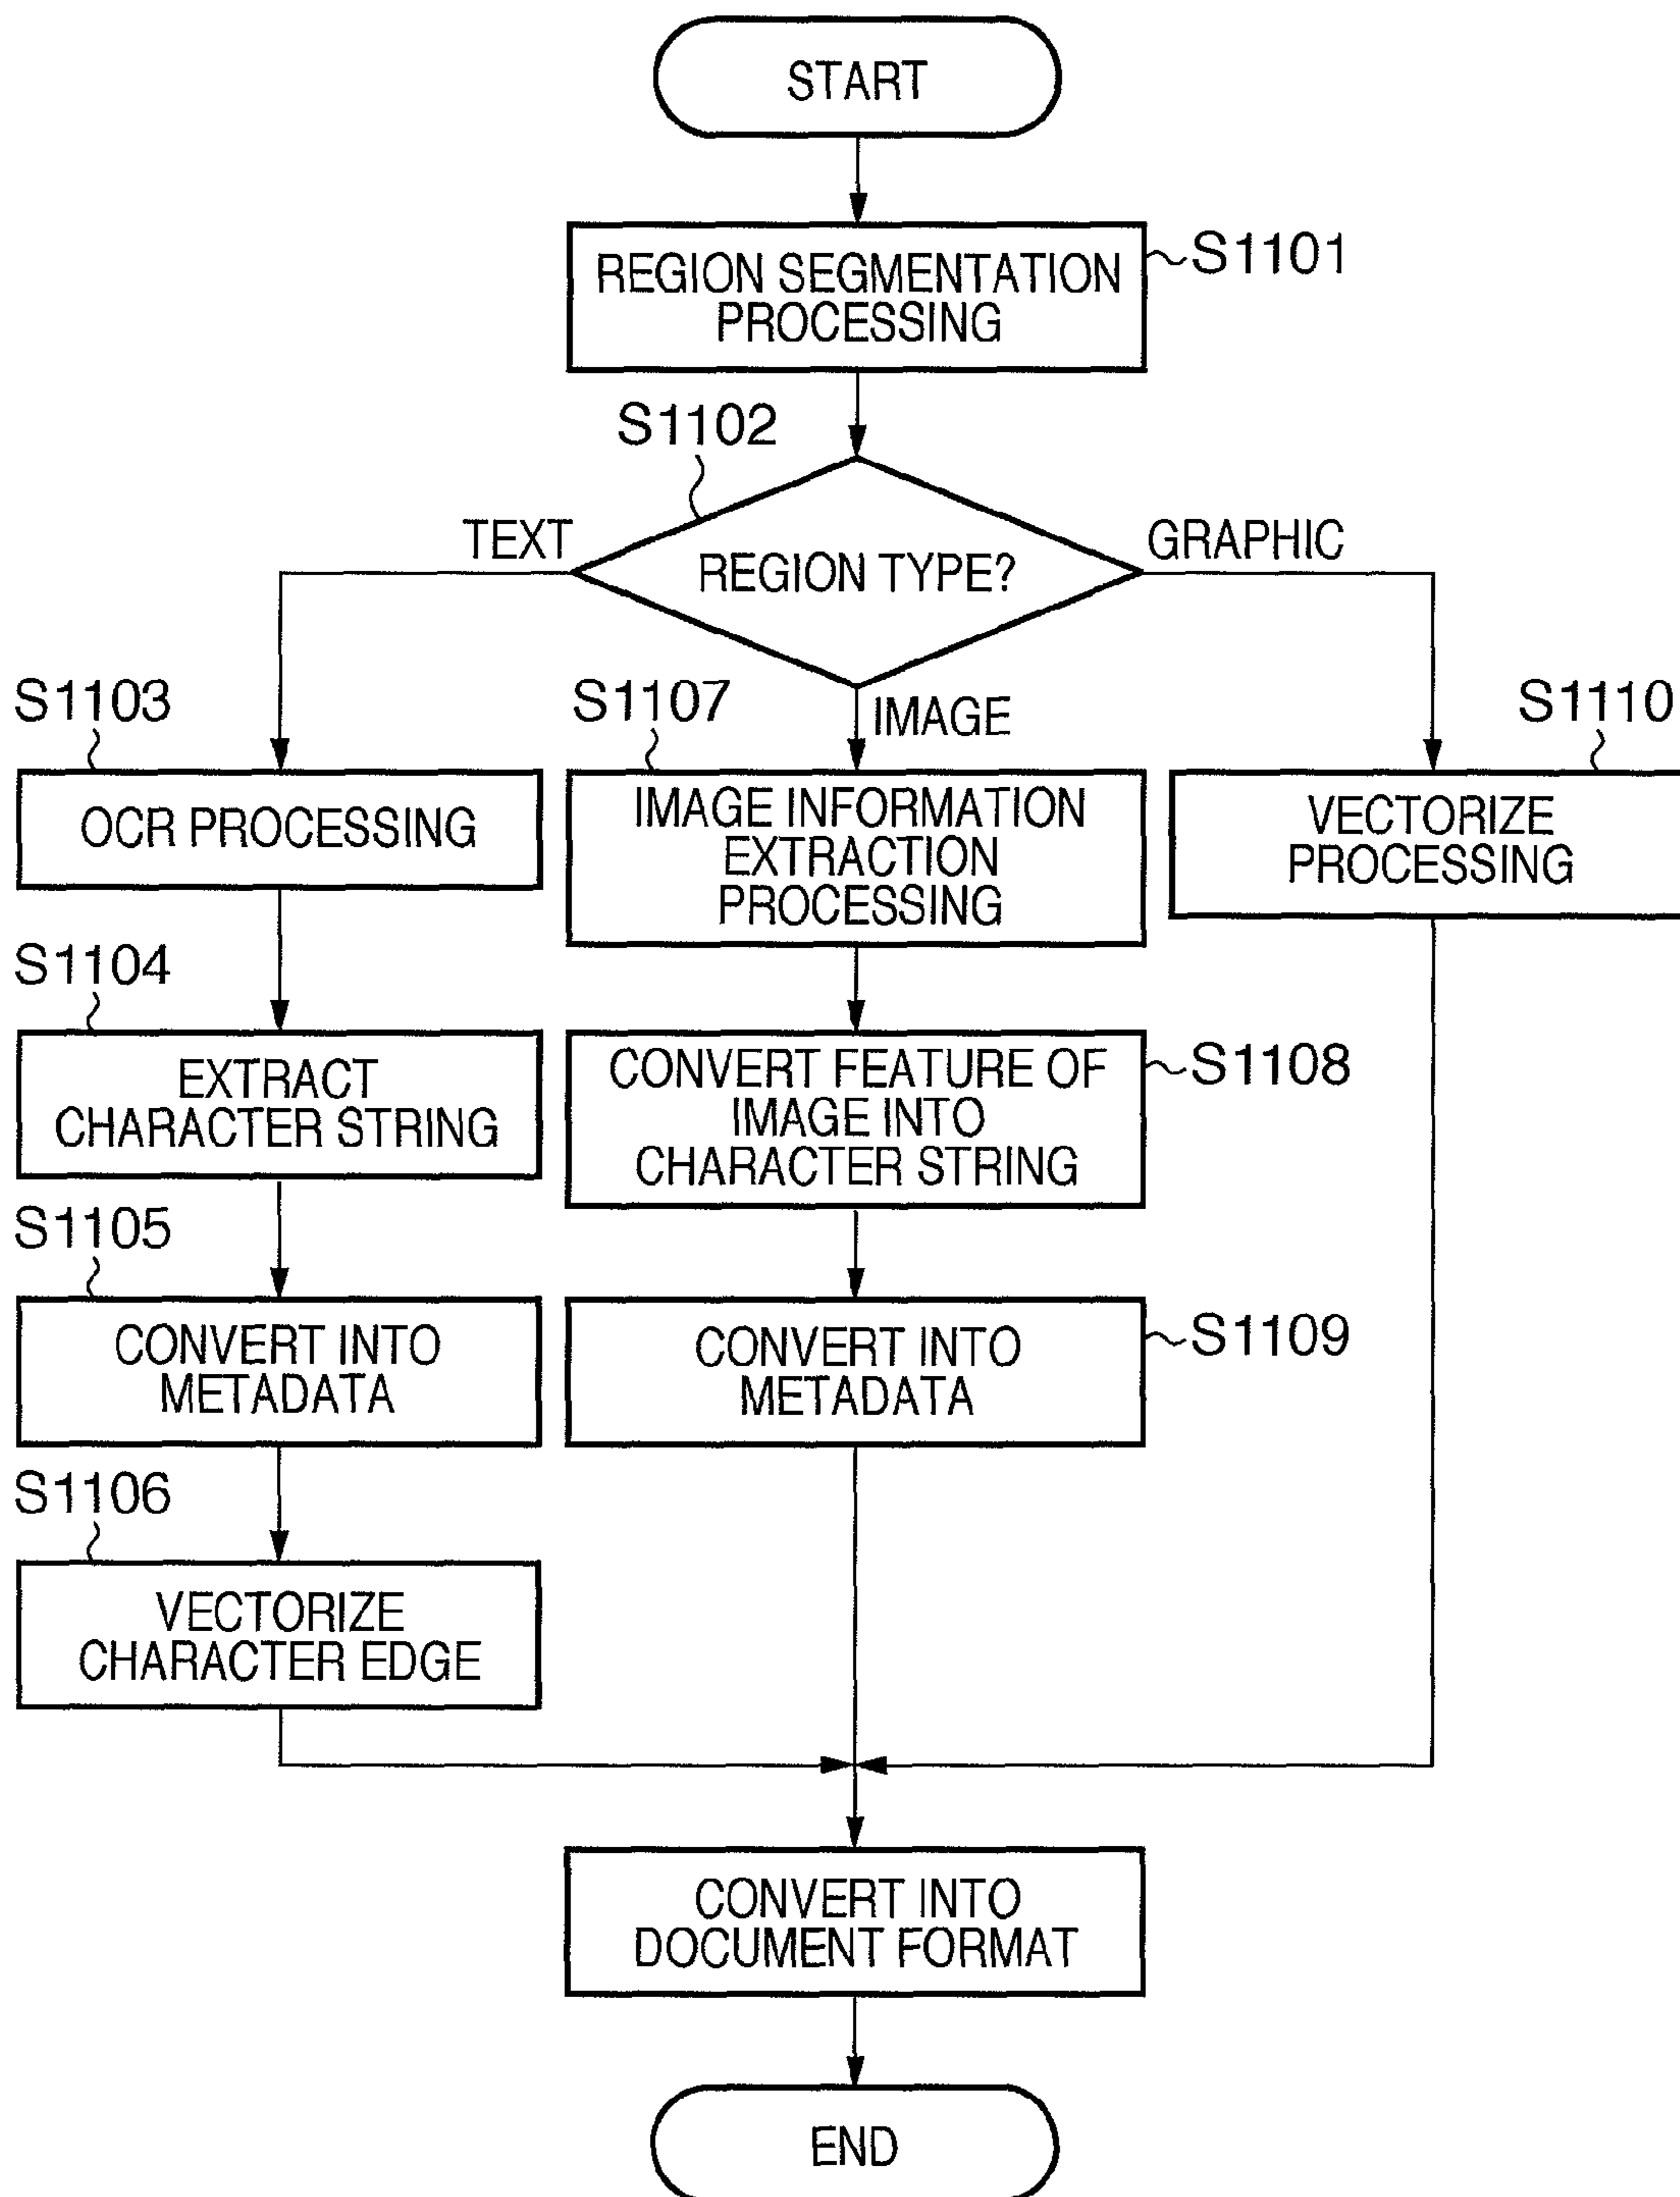 START
REGION SEGMENTATION
PROCESSING
S1101
S1102
REGION TYPE?
TEXT
GRAPHIC
IMAGE
S1103
OCR PROCESSING
S1107
IMAGE INFORMATION
EXTRACTION
PROCESSING
S1110
VECTORIZE
PROCESSING
S1104
EXTRACT
CHARACTER STRING
CONVERT FEATURE OF
IMAGE INTO
CHARACTER STRING
S1108
S1105
CONVERT INTO
METADATA
CONVERT INTO
METADATA
S1109
S1106
VECTORIZE
CHARACTER EDGE
CONVERT INTO
DOCUMENT FORMAT
END